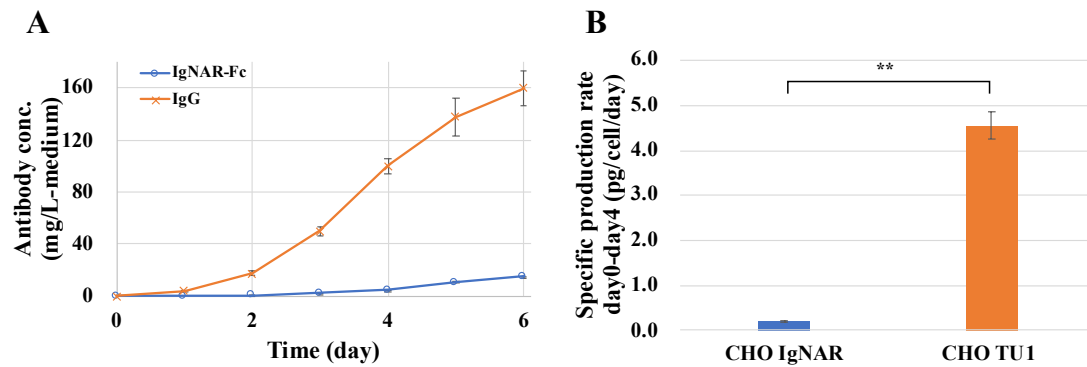 A
IgNAR-Fc
IgG
Antibody conc.
(mg/L-medium)
160
120
80
40
0
0
2
4
6
Time (day)
B
**
Specific production rate
day0-day4 (pg/cell/day)
6.0
5.0
4.0
3.0
2.0
1.0
0.0
CHO IgNAR
CHO TU1